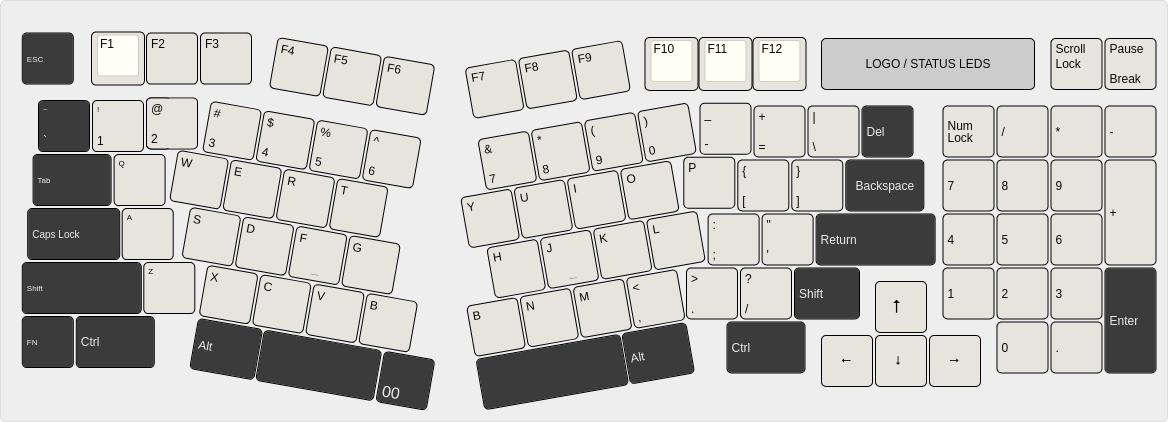 ESC
F1
F2
F3
F4
F5
F6
F7
F8
F9
F10
F11
F12
LOGO / STATUS LEDS
Scroll
Lock
Pause
Break
~
`
!
1
@
2
#
3
$
4
%
5
^
6
&
7
*
8
(
9
)
0
_
-
+
=
|
\
Del
Num
Lock
/
*
-
Tab
Q
W
E
R
T
Y
U
I
O
P
{
[
}
]
Backspace
7
8
9
+
Caps Lock
A
S
D
F
_
G
H
J
_
K
L
:
;
"
'
Return
4
5
6
Shift
Z
X
C
V
B
B
N
M
<
,
>
.
?
/
Shift
↑
1
2
3
Enter
FN
Ctrl
Alt
00
Alt
Ctrl
←
↓
→
0
.